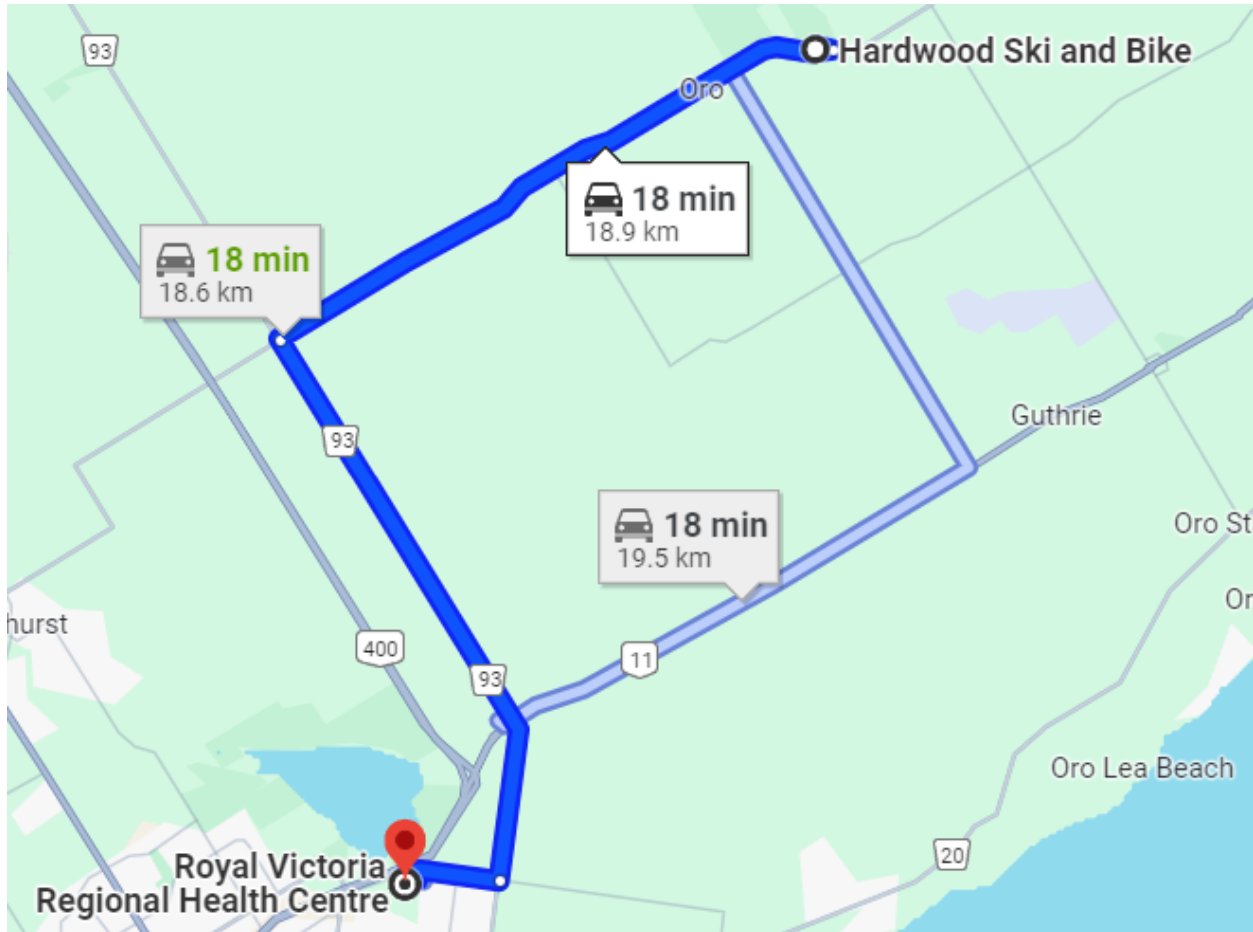 93
Hardwood Ski and Bike
Oro
18 min
18.9 km
18 min
18.6 km
Guthrie
93
18 min
19.5 km
Oro St
Or
hurst
400
11
93
Oro Lea Beach
20
Royal Victoria
Regional Health Centre